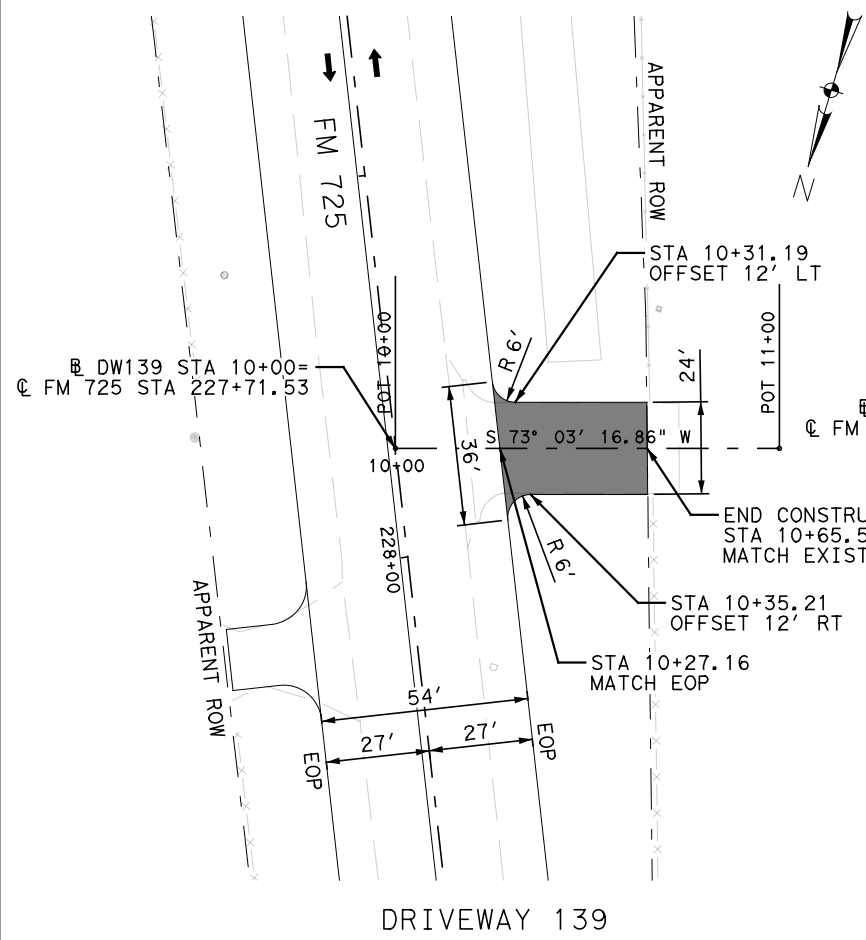 FM 725
APPARENT ROW
N
STA 10+31.19
OFFSET 12' LT
R 6'
POT 10+00
POT 11+00
24'
℄ DW139 STA 10+00=
℄ FM 725 STA 227+71.53
S 73° 03' 16.86" W
℄ FM
10+00
36'
END CONSTRU
STA 10+65.5
MATCH EXIST
228+00
R 6'
STA 10+35.21
OFFSET 12' RT
APPARENT ROW
STA 10+27.16
MATCH EOP
54'
27'
27'
EOP
EOP
DRIVEWAY 139